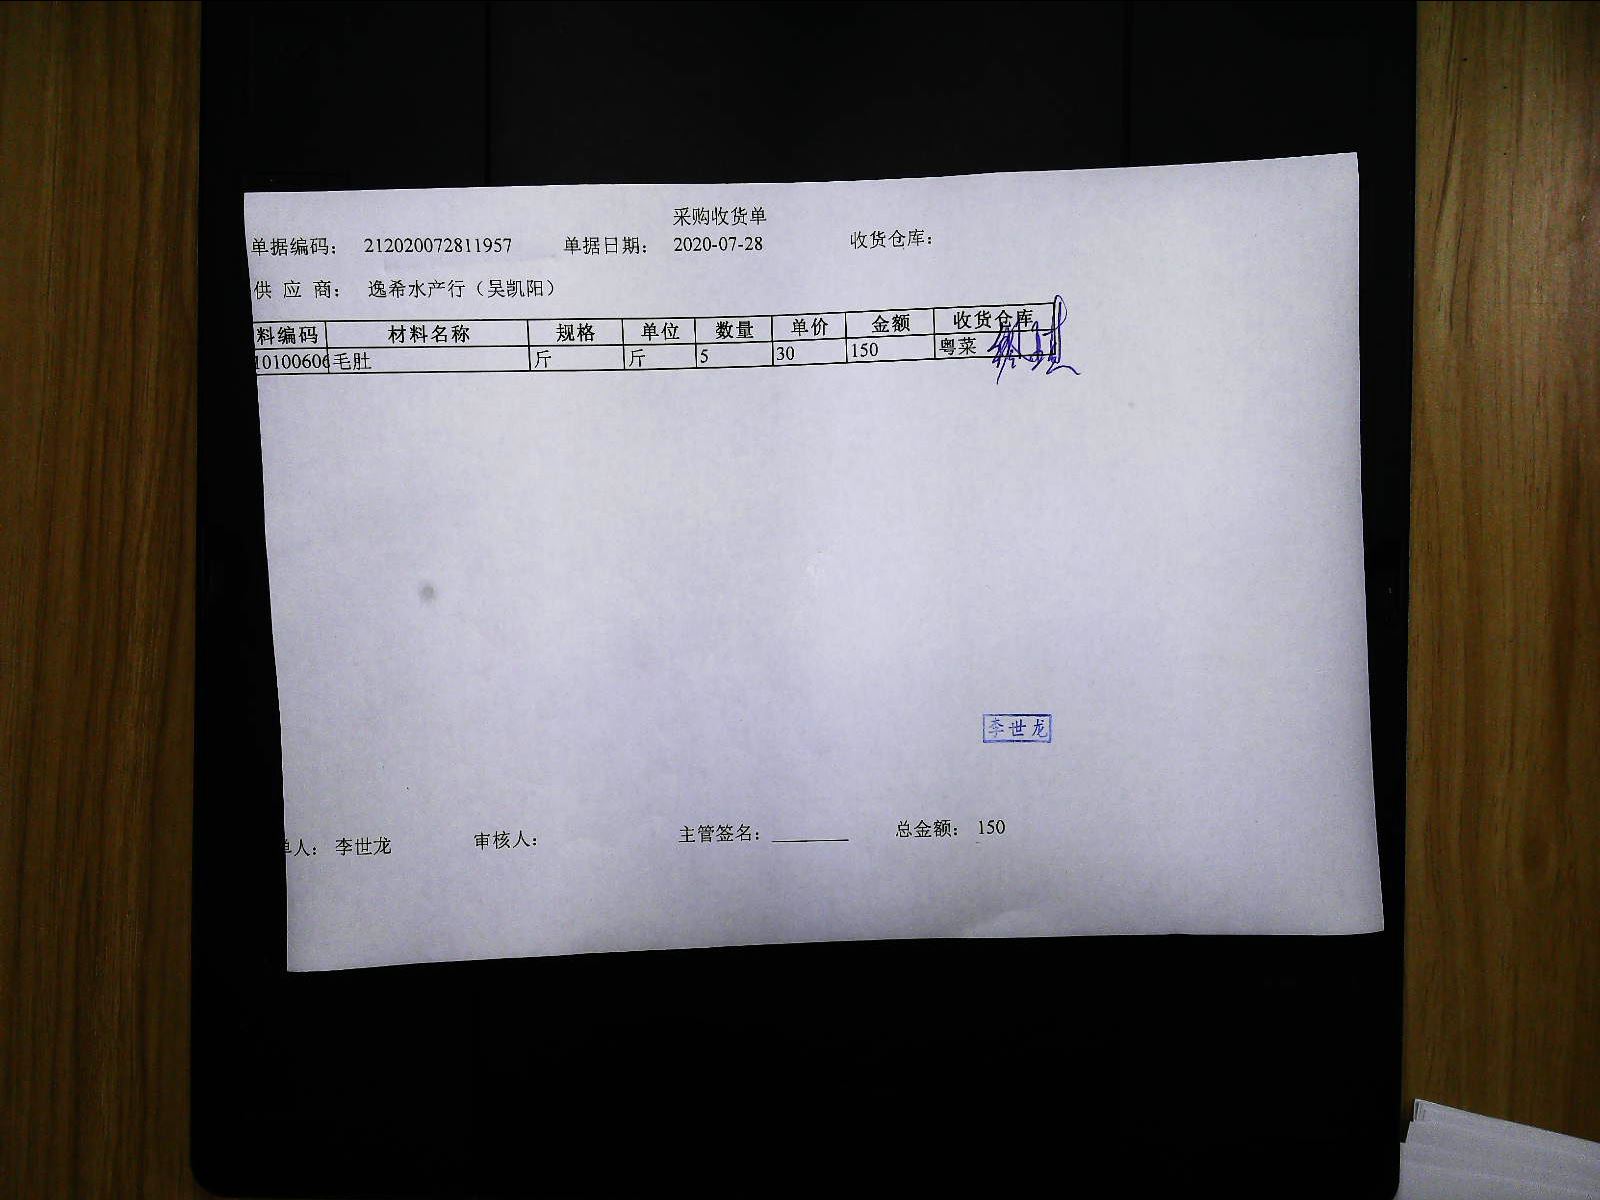 采购收货单
单据编码： 212020072811957 单据日期： 2020-07-28 收货仓库：
供 应 商： 逸希水产行（吴凯阳）
料编码 材料名称 规格 单位 数量 单价 金额 收货仓库
10100606 毛肚 斤 斤 5 30 150 粤菜
李世龙
单人： 李世龙 审核人： 主管签名： 总金额： 150